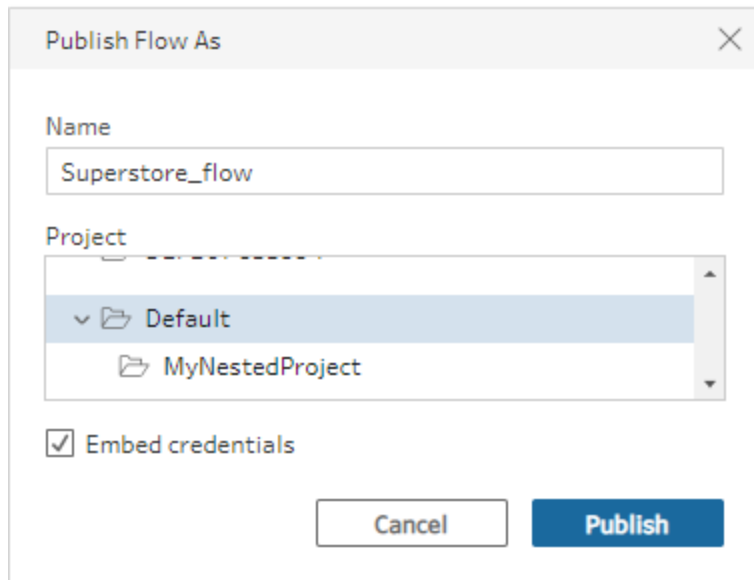 Publish Flow As
Name
Superstore_flow
Project
Default
MyNestedProject
Embed credentials
Cancel
Publish